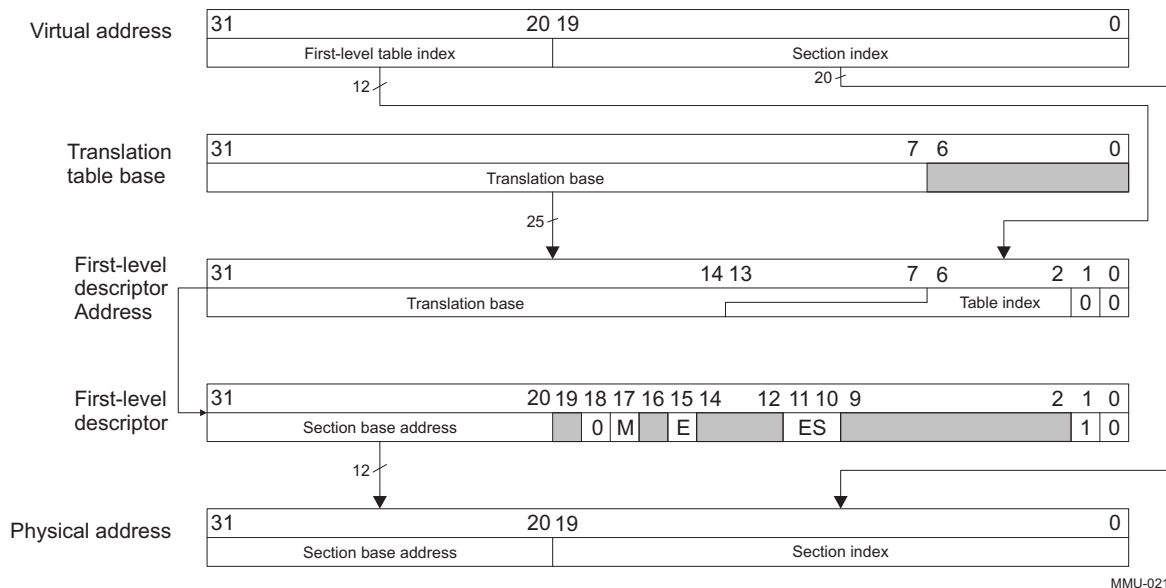 Virtual address
31 20 19 0
First-level table index Section index
12 20
Translation
table base
31 7 6 0
Translation base
25
First-level
descriptor
Address
31 14 13 7 6 2 1 0
Translation base Table index 0 0
First-level
descriptor
31 20 19 18 17 16 15 14 12 11 10 9 2 1 0
Section base address 0 M E ES 1 0
12
Physical address
31 20 19 0
Section base address Section index
MMU-021